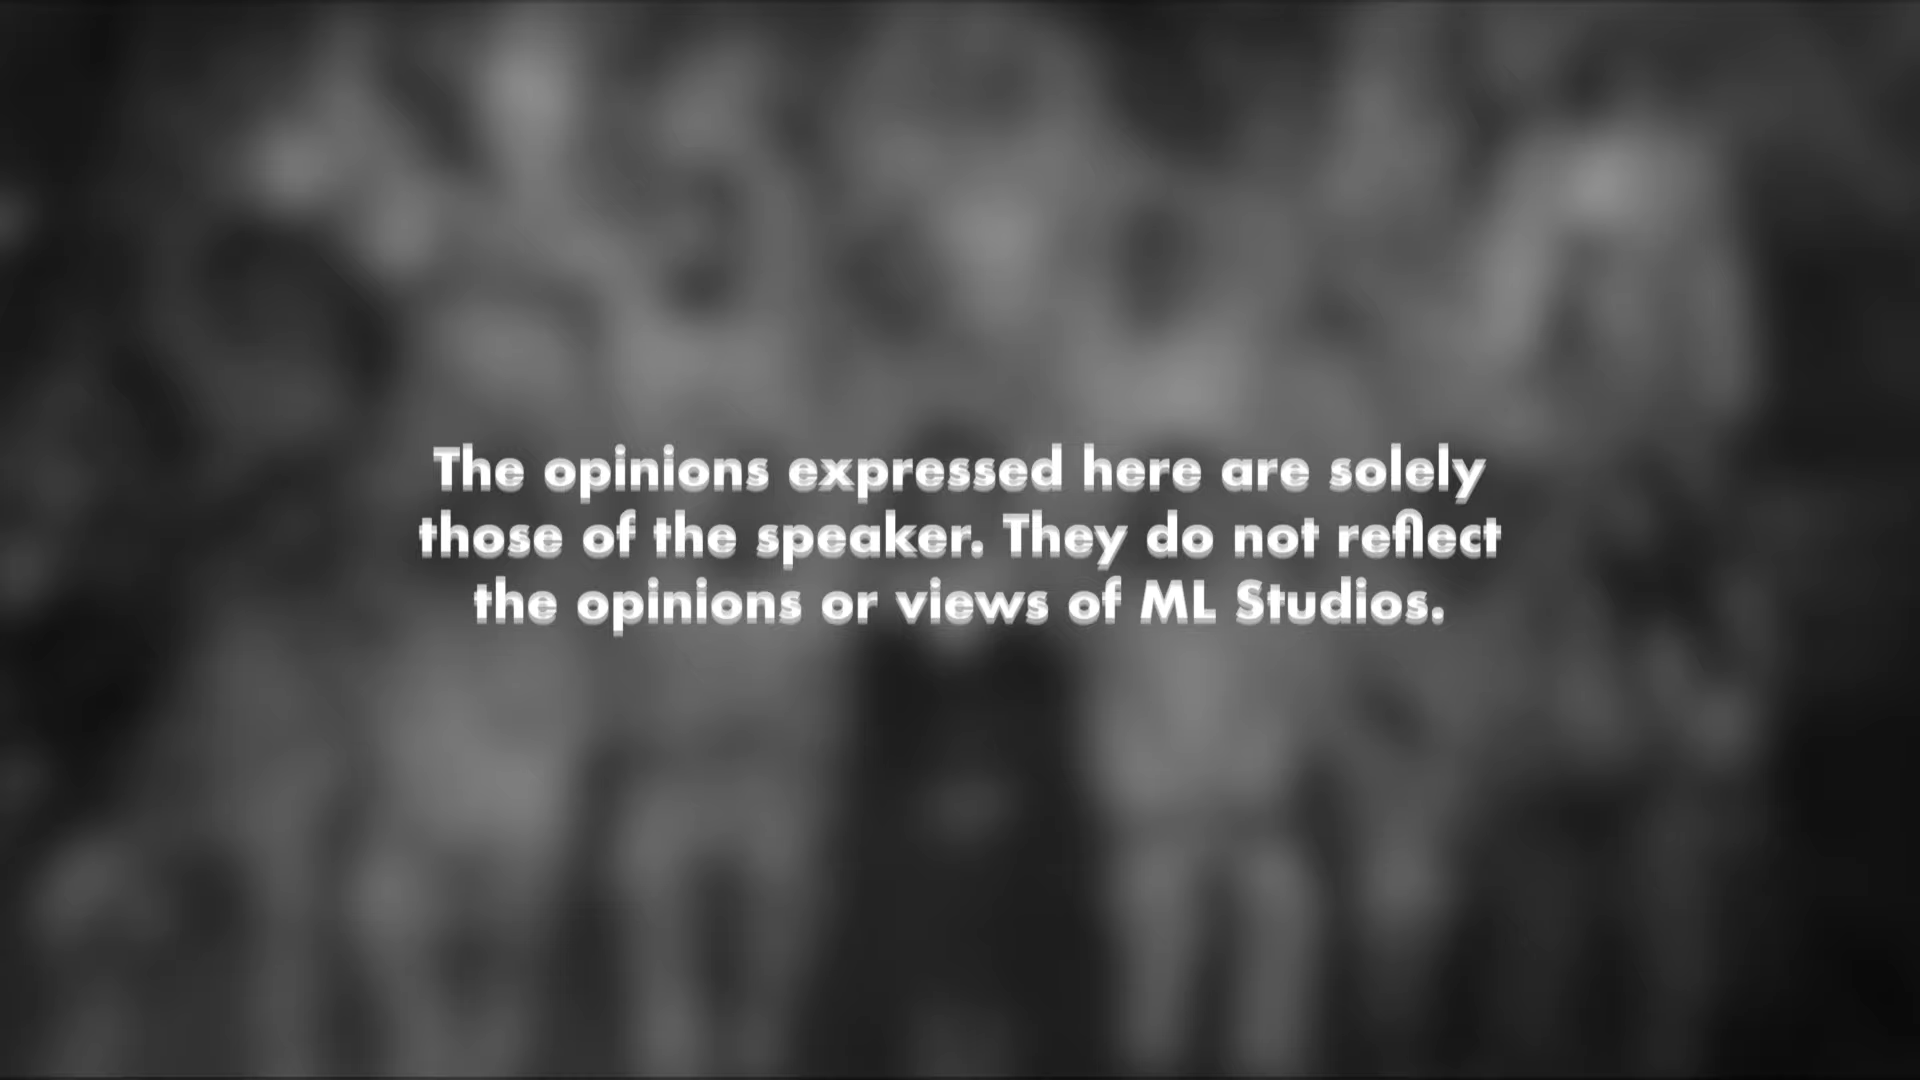 The opinions expressed here are solely
those of the speaker. They do not reflect
the opinions or views of ML Studios.